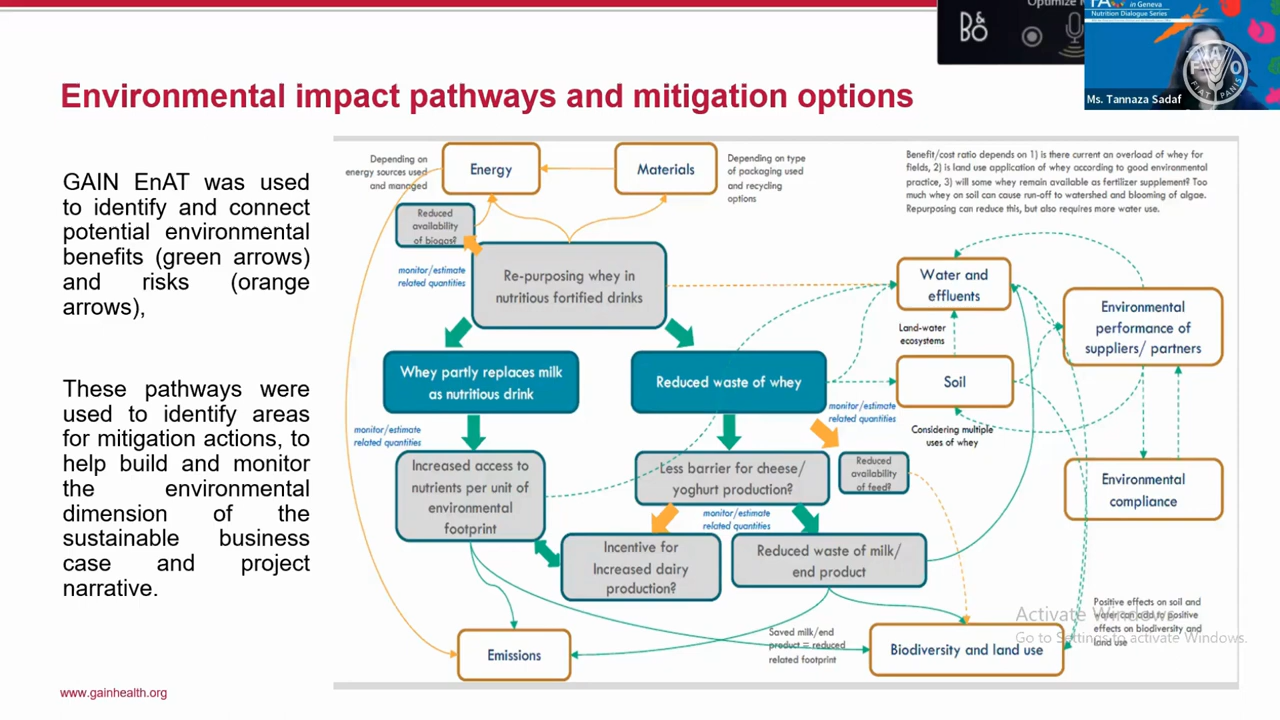 Optimize
B&
BO
in Geneva
Nutrition Dialogue Series
FAO
FIAT PANIS
Ms. Tannaza Sadaf
Environmental impact pathways and mitigation options
GAIN EnAT was used
to identify and connect
potential environmental
benefits (green arrows)
and risks (orange
arrows),
These pathways were
used to identify areas
for mitigation actions, to
help build and monitor
the environmental
dimension of the
sustainable business
case and project
narrative.
www.gainhealth.org
Depending on
energy sources used
and managed
Energy
Materials
Depending on type
of packaging used
and recycling
options
Benefit/cost ratio depends on 1) is there current an overload of whey for
fields, 2) is land use application of whey according to good environmental
practice, 3) will some whey remain available as fertilizer supplement? Too
much whey on soil can cause run-off to watershed and blooming of algae.
Repurposing can reduce this, but also requires more water use.
Reduced
availability
of biogas?
monitor/estimate
related quantities
Re-purposing whey in
nutritious fortified drinks
Water and
effluents
Environmental
performance of
suppliers/ partners
Land-water
ecosystems
Whey partly replaces milk
as nutritious drink
Reduced waste of whey
Soil
monitor/estimate
related quantities
monitor/estimate
related quantities
Considering multiple
uses of whey
Increased access to
nutrients per unit of
environmental
footprint
Less barrier for cheese/
yoghurt production?
Reduced
availability
of feed?
Environmental
compliance
monitor/estimate
related quantities
Incentive for
Increased dairy
production?
Reduced waste of milk/
end product
Positive effects on soil and
water can add to positive
effects on biodiversity and
land use
Activate Windows
Go to Settings to activate Windows.
Saved milk/end
product = reduced
related footprint
Emissions
Biodiversity and land use